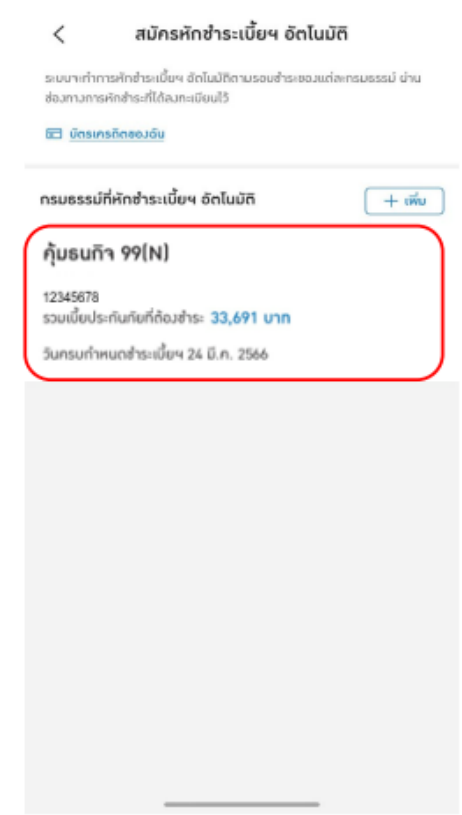 สมัครหักชำระเบี้ยฯ อัตโนมัติ
ระบบจะทำการหักชำระเบี้ยฯ อัตโนมัติตามรอบชำระของแต่ละกรมธรรม์ ผ่าน
ช่องทางการหักชำระที่ได้ลงทะเบียนไว้
บัตรเครดิตของฉัน
กรมธรรม์ที่หักชำระเบี้ยฯ อัตโนมัติ
+ เพิ่ม
คุ้มธนกิจ 99(N)
12345678
รวมเบี้ยประกันภัยที่ต้องชำระ 33,691 บาท
วันครบกำหนดชำระเบี้ยฯ 24 มี.ค. 2566